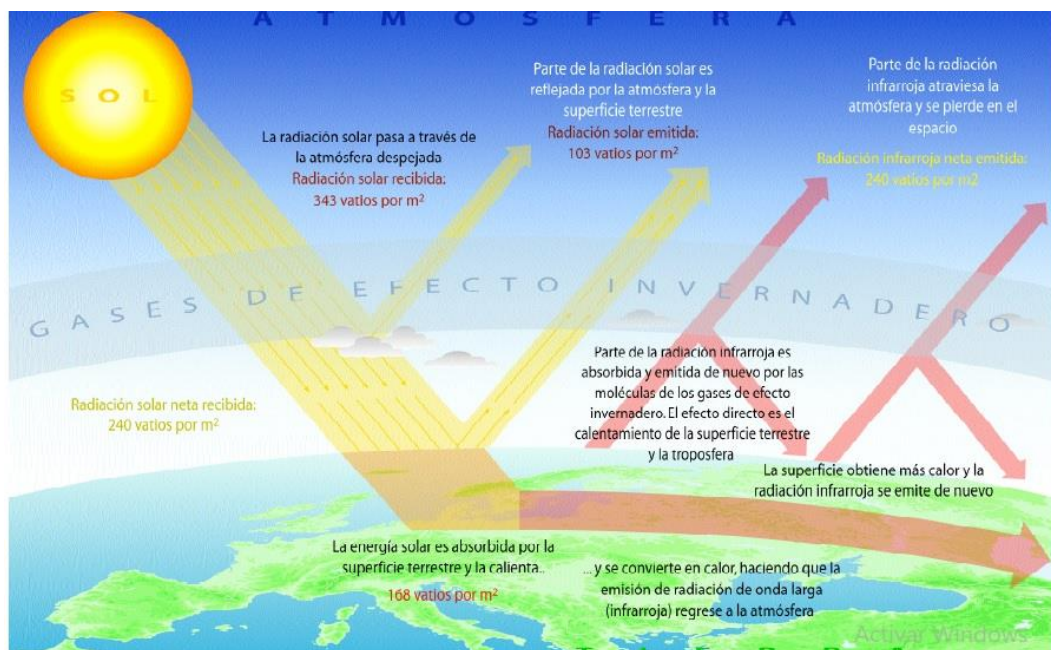 ATMÓSFERA
SOL
La radiación solar pasa a través de
la atmósfera despejada
Radiación solar recibida:
343 vatios por m²
Parte de la radiación solar es
reflejada por la atmósfera y la
superficie terrestre
Radiación solar emitida:
103 vatios por m²
Parte de la radiación
infrarroja atraviesa la
atmósfera y se pierde en el
espacio
Radiación infrarroja neta emitida:
240 vatios por m2
GASES DE EFECTO INVERNADERO
Radiación solar neta recibida:
240 vatios por m²
Parte de la radiación infrarroja es
absorbida y emitida de nuevo por las
moléculas de los gases de efecto
invernadero. El efecto directo es el
calentamiento de la superficie terrestre
y la troposfera
La superficie obtiene más calor y la
radiación infrarroja se emite de nuevo
La energía solar es absorbida por la
superficie terrestre y la calienta..
168 vatios por m²
...y se convierte en calor, haciendo que la
emisión de radiación de onda larga
(infrarroja) regrese a la atmósfera
Activar Windows